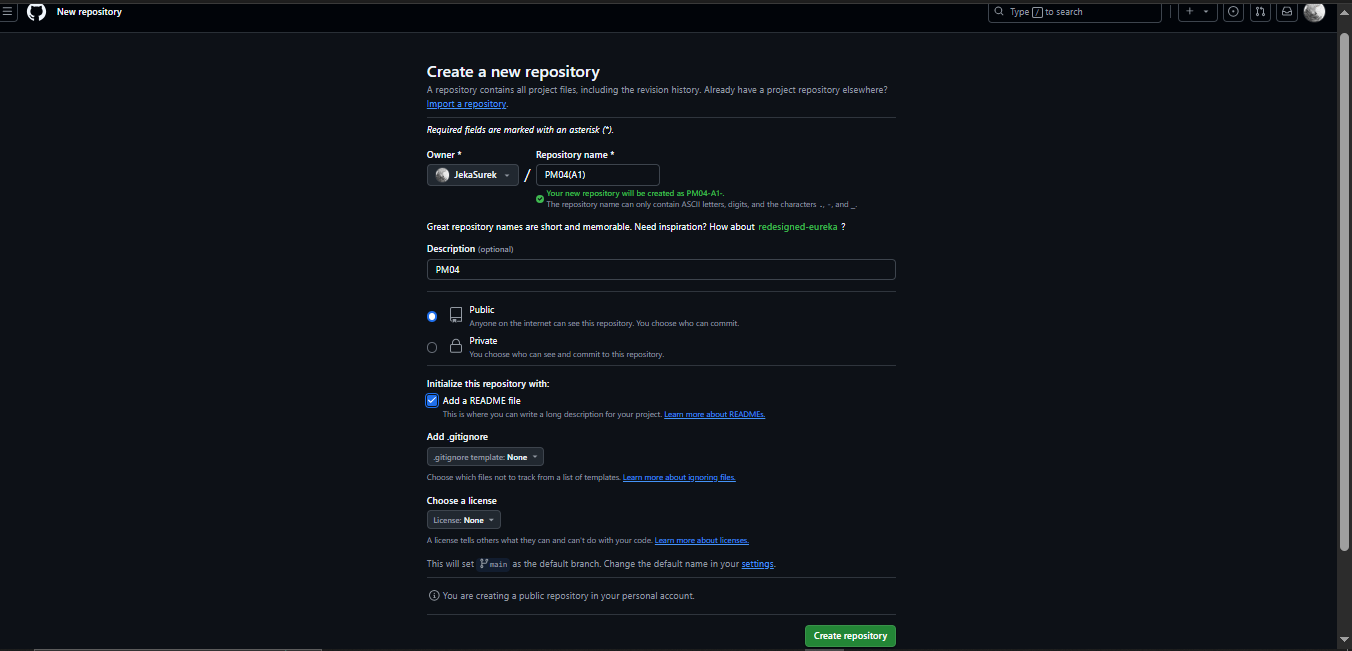 New repository
Type / to search
Create a new repository
A repository contains all project files, including the revision history. Already have a project repository elsewhere?
Import a repository.
Required fields are marked with an asterisk (*).
Owner * Repository name *
JekaSurek / PM04(A1)
Your new repository will be created as PM04-A1-.
The repository name can only contain ASCII letters, digits, and the characters ., -, and _.
Great repository names are short and memorable. Need inspiration? How about redesigned-eureka ?
Description (optional)
PM04
Public
Anyone on the internet can see this repository. You choose who can commit.
Private
You choose who can see and commit to this repository.
Initialize this repository with:
Add a README file
This is where you can write a long description for your project. Learn more about READMEs.
Add .gitignore
.gitignore template: None
Choose which files not to track from a list of templates. Learn more about ignoring files.
Choose a license
License: None
A license tells others what they can and can't do with your code. Learn more about licenses.
This will set main as the default branch. Change the default name in your settings.
You are creating a public repository in your personal account.
Create repository